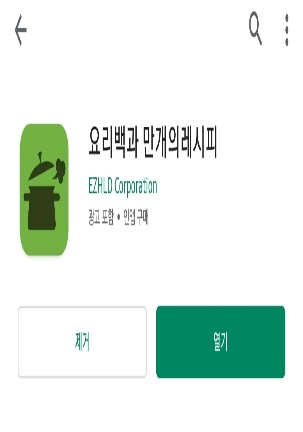 요리백과 만개의레시피
EZHLD Corporation
광고 포함 • 인앱 구매
제거
열기